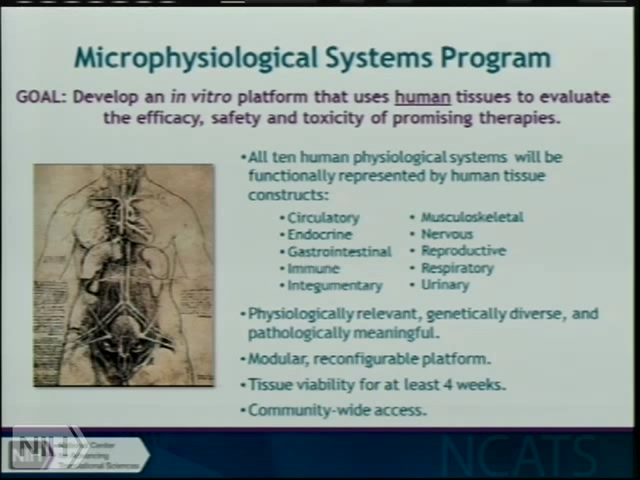 Microphysiological Systems Program
GOAL: Develop an in vitro platform that uses human tissues to evaluate
the efficacy, safety and toxicity of promising therapies.
•All ten human physiological systems will be
functionally represented by human tissue
constructs:
•Circulatory
•Endocrine
•Gastrointestinal
•Immune
•Integumentary
•Musculoskeletal
•Nervous
•Reproductive
•Respiratory
•Urinary
•Physiologically relevant, genetically diverse, and
pathologically meaningful.
•Modular, reconfigurable platform.
•Tissue viability for at least 4 weeks.
•Community-wide access.
NIH
NIH
Center
Advancing
Translational Sciences
NCATS